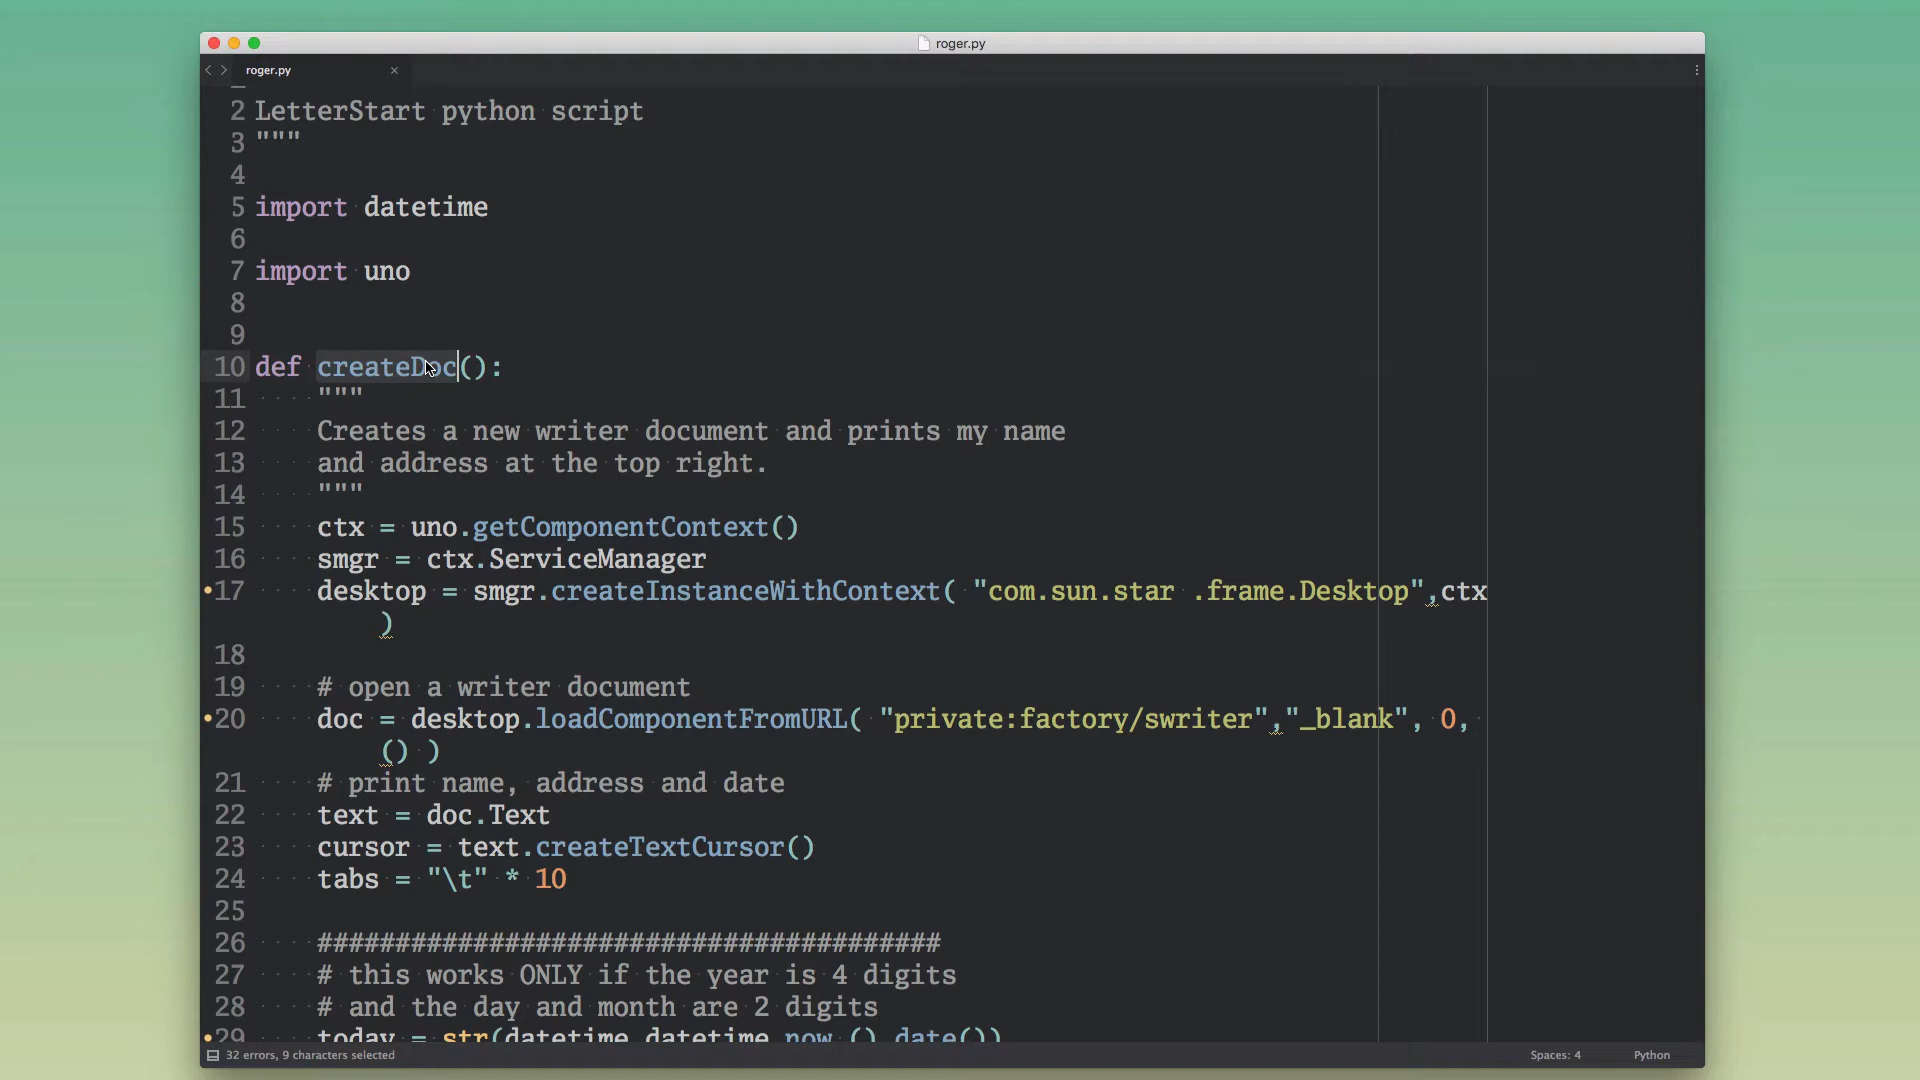 roger.py
roger.py
2 LetterStart python script
3 """
4
5 import datetime
6
7 import uno
8
9
10 def createDoc():
11 """
12 Creates a new writer document and prints my name
13 and address at the top right.
14 """
15 ctx = uno.getComponentContext()
16 smgr = ctx.ServiceManager
17 desktop = smgr.createInstanceWithContext( "com.sun.star .frame.Desktop",ctx
)
18
19 # open a writer document
20 doc = desktop.loadComponentFromURL( "private:factory/swriter","_blank", 0,
() )
21 # print name, address and date
22 text = doc.Text
23 cursor = text.createTextCursor()
24 tabs = "\t" * 10
25
26 ########################################
27 # this works ONLY if the year is 4 digits
28 # and the day and month are 2 digits
29 today = str(datetime.datetime.now ().date())
32 errors, 9 characters selected
Spaces: 4
Python